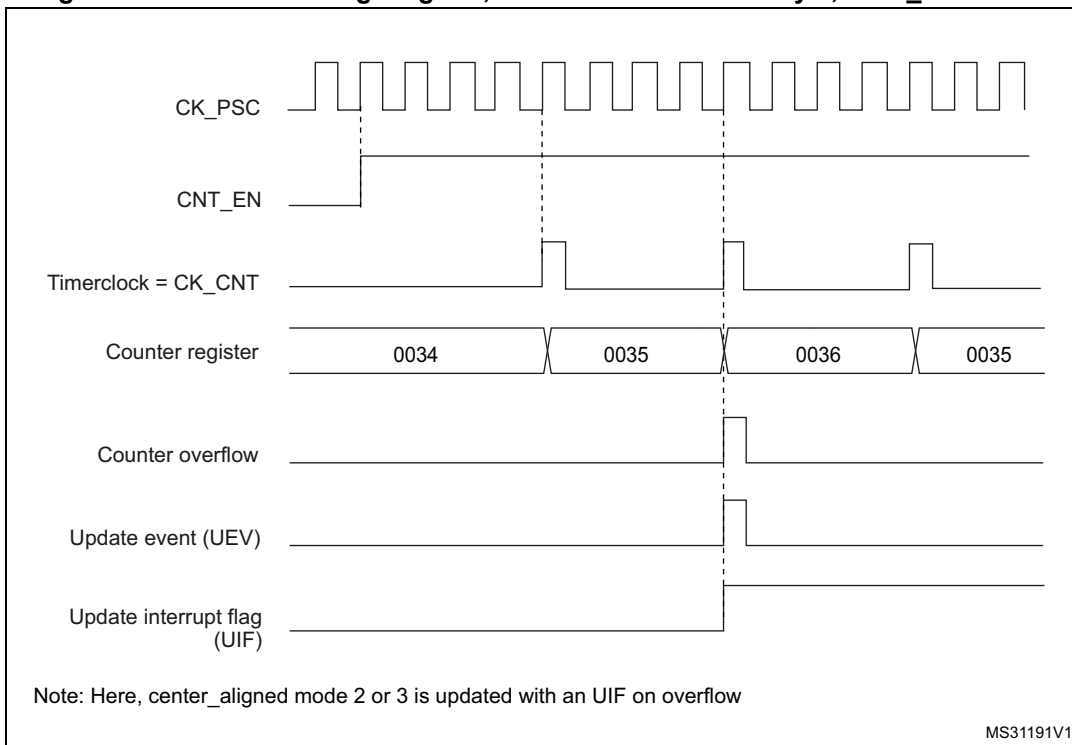 CK_PSC
CNT_EN
Timerclock = CK_CNT
Counter register
0034
0035
0036
0035
Counter overflow
Update event (UEV)
Update interrupt flag
(UIF)
Note: Here, center_aligned mode 2 or 3 is updated with an UIF on overflow
MS31191V1